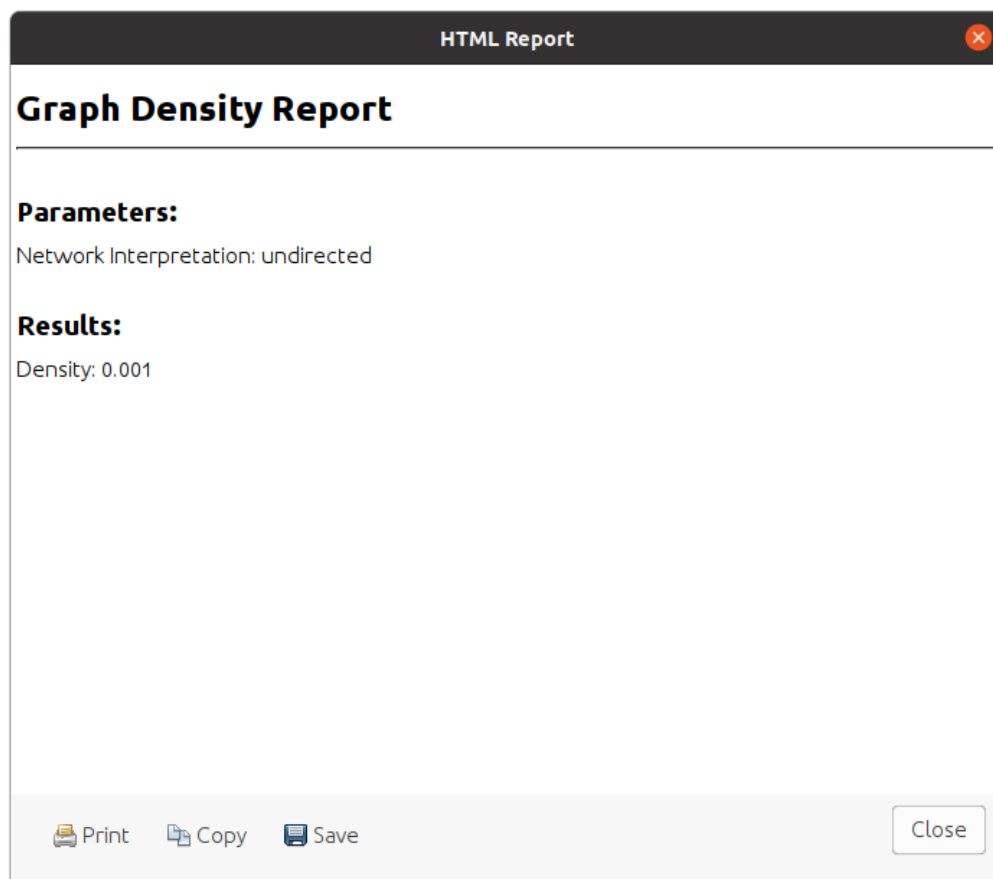 HTML Report
Graph Density Report
Parameters:
Network Interpretation: undirected
Results:
Density: 0.001
Print Copy Save Close